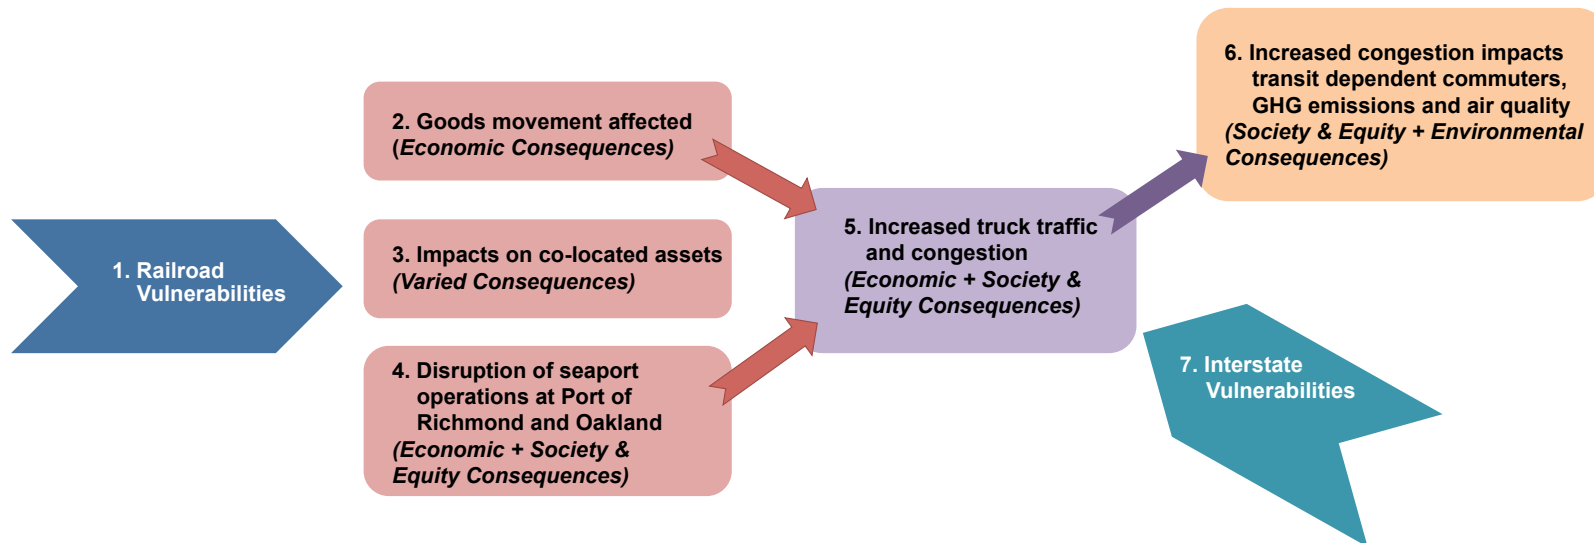 1. Railroad
Vulnerabilities
2. Goods movement affected
(Economic Consequences)
3. Impacts on co-located assets
(Varied Consequences)
4. Disruption of seaport
operations at Port of
Richmond and Oakland
(Economic + Society &
Equity Consequences)
5. Increased truck traffic
and congestion
(Economic + Society &
Equity Consequences)
6. Increased congestion impacts
transit dependent commuters,
GHG emissions and air quality
(Society & Equity + Environmental
Consequences)
7. Interstate
Vulnerabilities